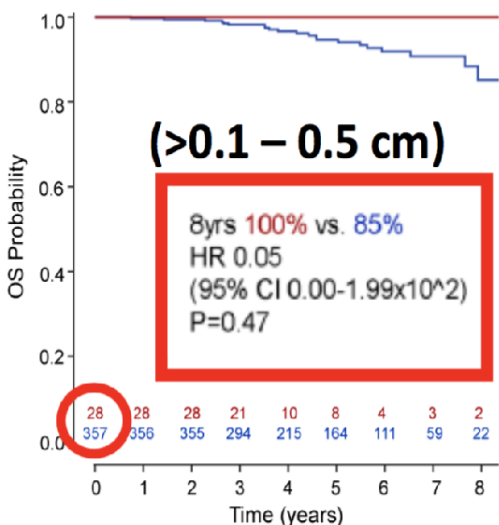 1.0
0.8
(>0.1 – 0.5 cm)
OS Probability
0.6
8yrs 100% vs. 85%
HR 0.05
(95% CI 0.00-1.99x10^2)
P=0.47
0.4
0.2
28 28 28 21 10 8 4 3 2
357 356 355 294 215 164 111 59 22
0.0
0 1 2 3 4 5 6 7 8
Time (years)